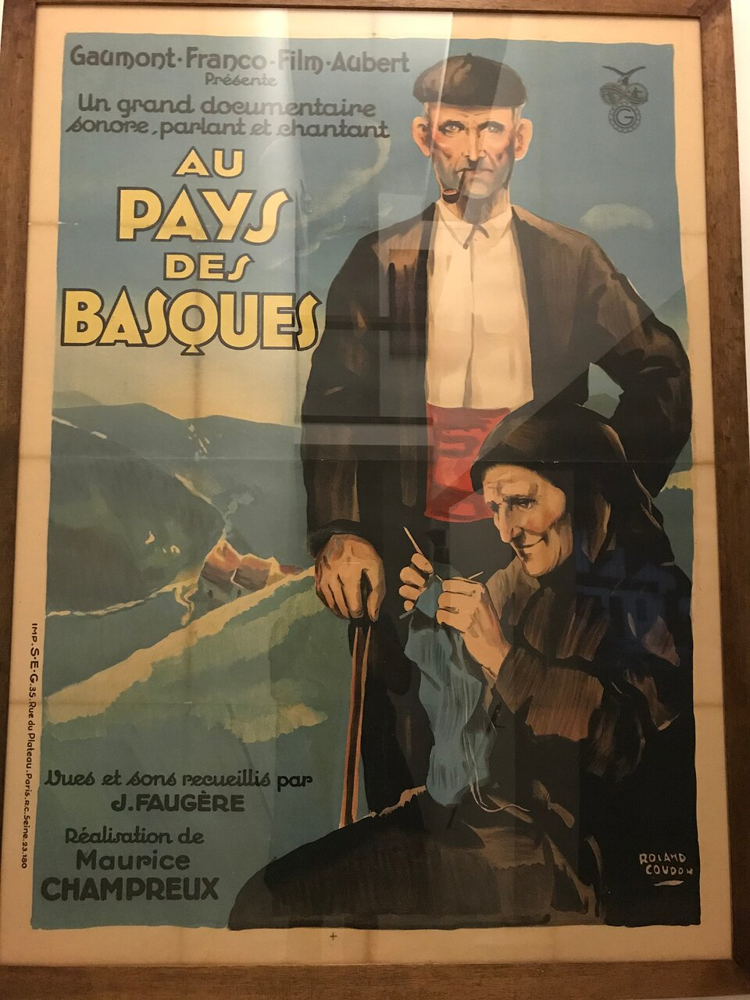 Gaumont·Franco-Film·Aubert
Présente
Un grand documentaire
sonore, parlant et chantant
AU
PAYS
DES
BASQUES
G
Vues et sons recueillis par
J. FAUGÈRE
Réalisation de
Maurice
CHAMPREUX
ROLAND
COUDON
IMP. S·E·G. 35. Rue du Plateau. Paris. R.C. Seine. 23.180